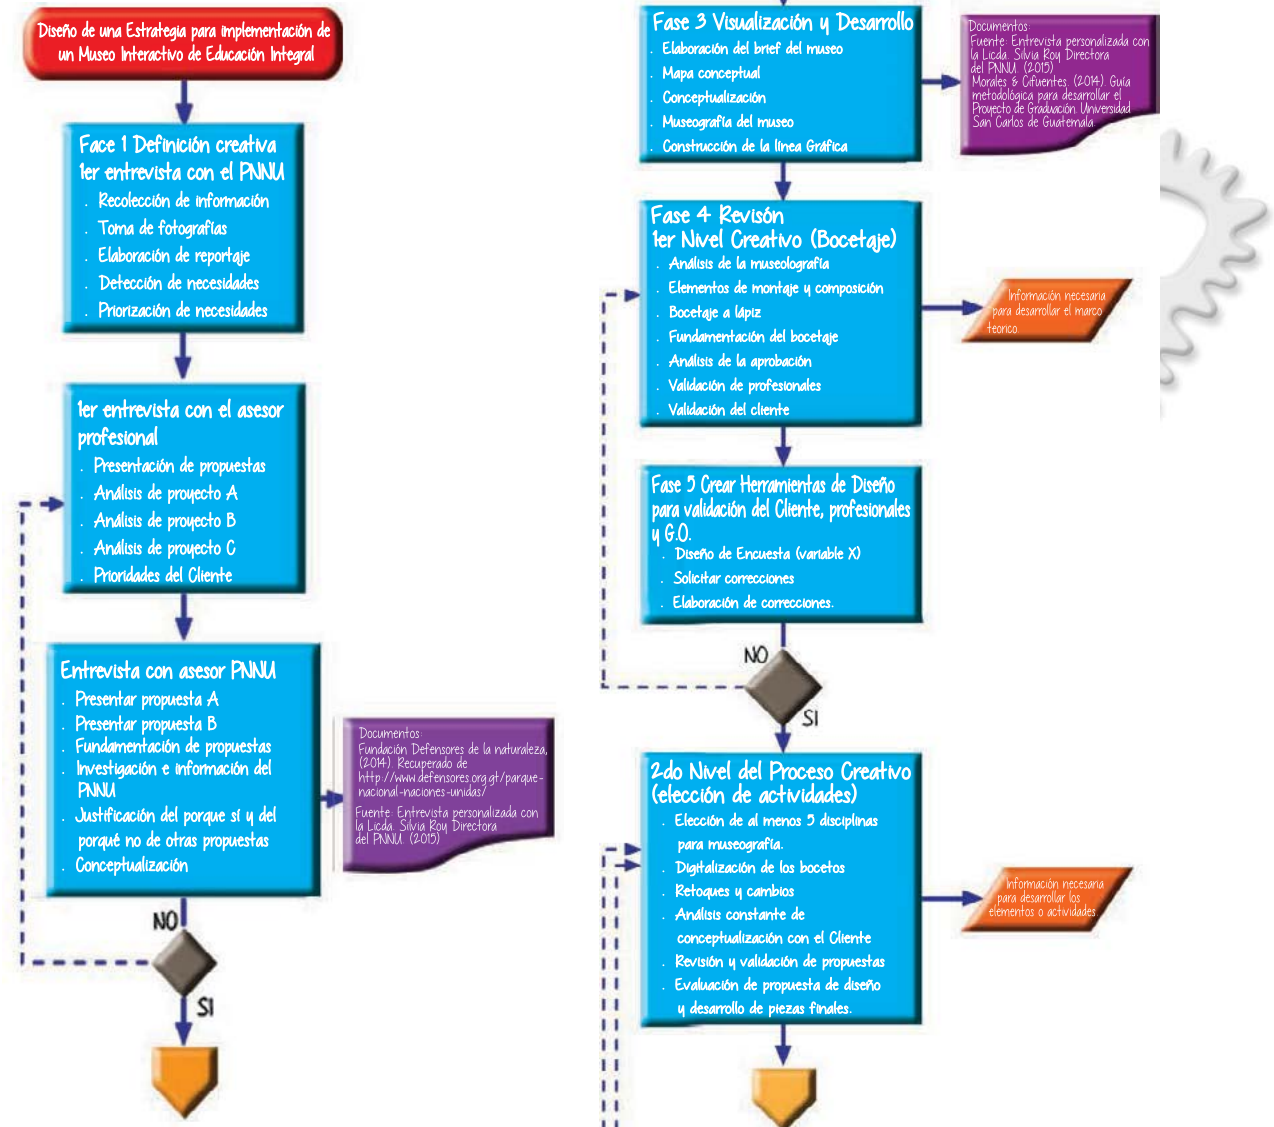 Diseño de una Estrategia para implementación de
un Museo Interactivo de Educación Integral
Face 1 Definición creativa
1er entrevista con el PNNU
. Recolección de información
. Toma de fotografías
. Elaboración de reportaje
. Detección de necesidades
. Priorización de necesidades
1er entrevista con el asesor
profesional
. Presentación de propuestas
. Análisis de proyecto A
. Análisis de proyecto B
. Análisis de proyecto C
. Prioridades del Cliente
Entrevista con asesor PNNU
. Presentar propuesta A
. Presentar propuesta B
. Fundamentación de propuestas
. Investigación e información del
PNNU
. Justificación del porque sí y del
porqué no de otras propuestas
. Conceptualización
Documentos:
Fundación Defensores de la naturaleza,
(2014). Recuperado de
http://www.defensores.org.gt/parque-
nacional-naciones-unidas/
Fuente: Entrevista personalizada con
la Licda. Silvia Roy Directora
del PNNU. (2015)
NO
SI
Fase 3 Visualización y Desarrollo
. Elaboración del brief del museo
. Mapa conceptual
. Conceptualización
. Museografía del museo
. Construcción de la línea Gráfica
Documentos:
Fuente: Entrevista personalizada con
la Licda. Silvia Roy Directora
del PNNU. (2015)
Morales & Cifuentes. (2014). Guía
metodológica para desarrollar el
Proyecto de Graduación. Universidad
San Carlos de Guatemala.
Fase 4 Revisón
1er Nivel Creativo (Bocetaje)
. Análisis de la museolografía
. Elementos de montaje y composición
. Bocetaje a lápiz
. Fundamentación del bocetaje
. Análisis de la aprobación
. Validación de profesionales
. Validación del cliente
Información necesaria
para desarrollar el marco
teorico.
Fase 5 Crear Herramientas de Diseño
para validación del Cliente, profesionales
y G.O.
. Diseño de Encuesta (variable X)
. Solicitar correcciones
. Elaboración de correcciones.
NO
SI
2do Nivel del Proceso Creativo
(elección de actividades)
. Elección de al menos 5 disciplinas
para museografía.
. Digitalización de los bocetos
. Retoques y cambios
. Análisis constante de
conceptualización con el Cliente
. Revisión y validación de propuestas
. Evaluación de propuesta de diseño
y desarrollo de piezas finales.
Información necesaria
para desarrollar los
elementos o actividades.